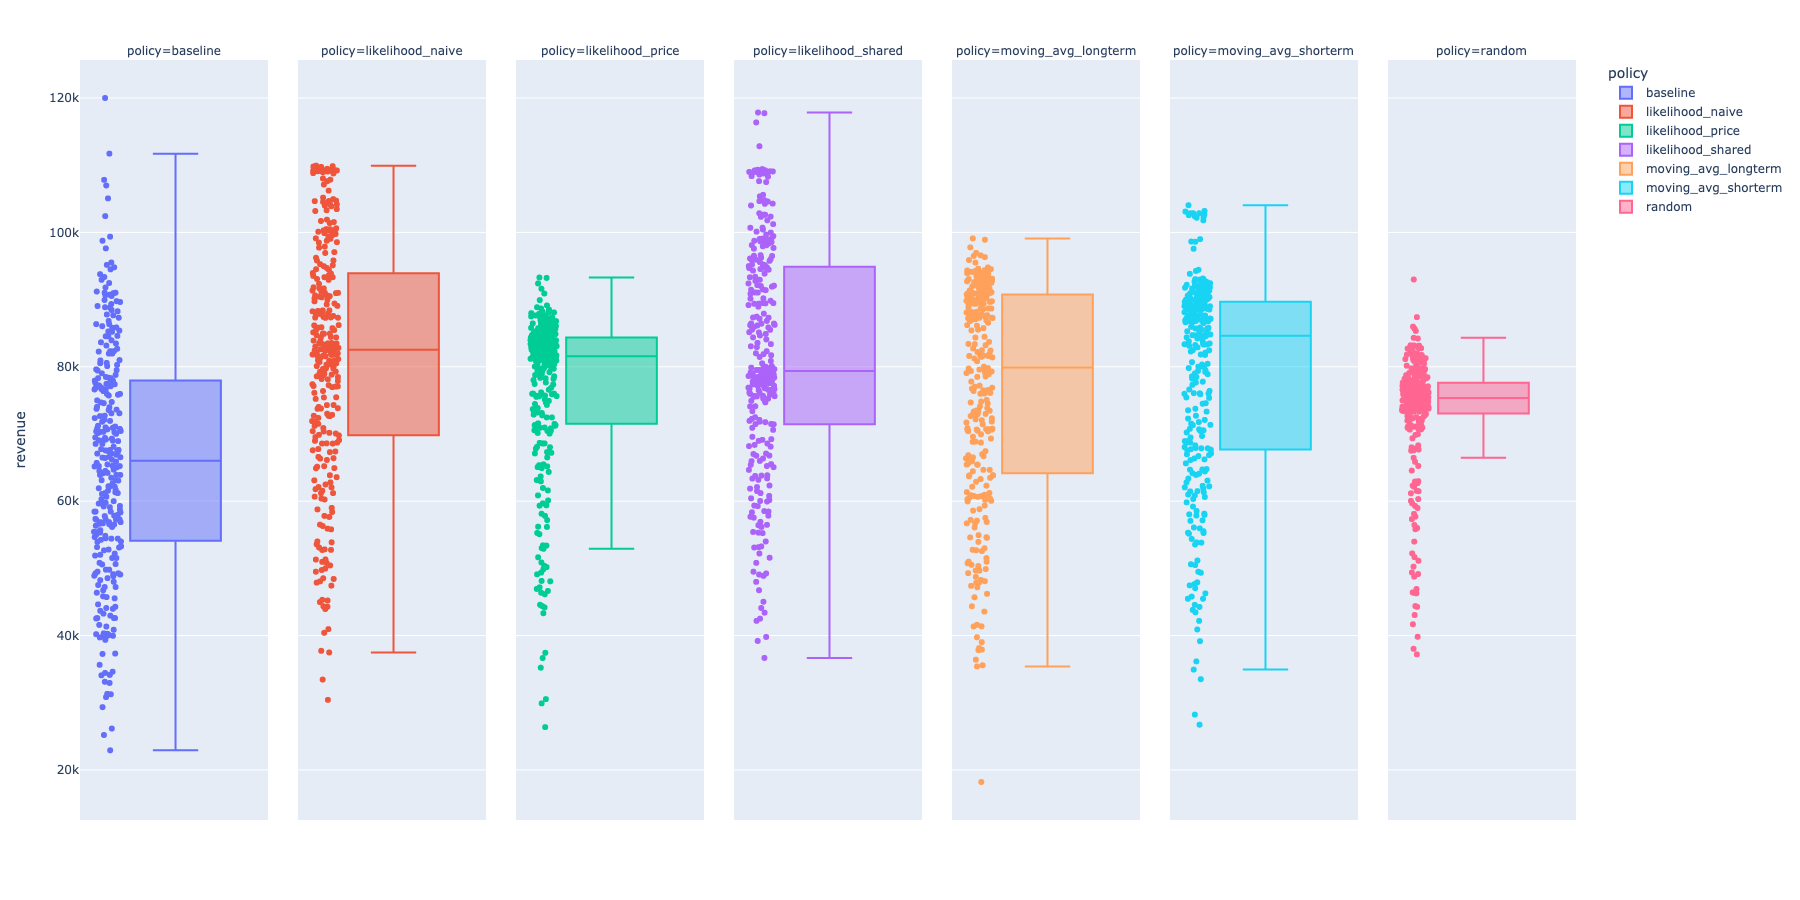 policy=baseline
policy=likelihood_naive
policy=likelihood_price
policy=likelihood_shared
policy=moving_avg_longterm
policy=moving_avg_shorterm
policy=random
policy
baseline
likelihood_naive
likelihood_price
likelihood_shared
moving_avg_longterm
moving_avg_shorterm
random
120k
100k
80k
60k
40k
20k
revenue